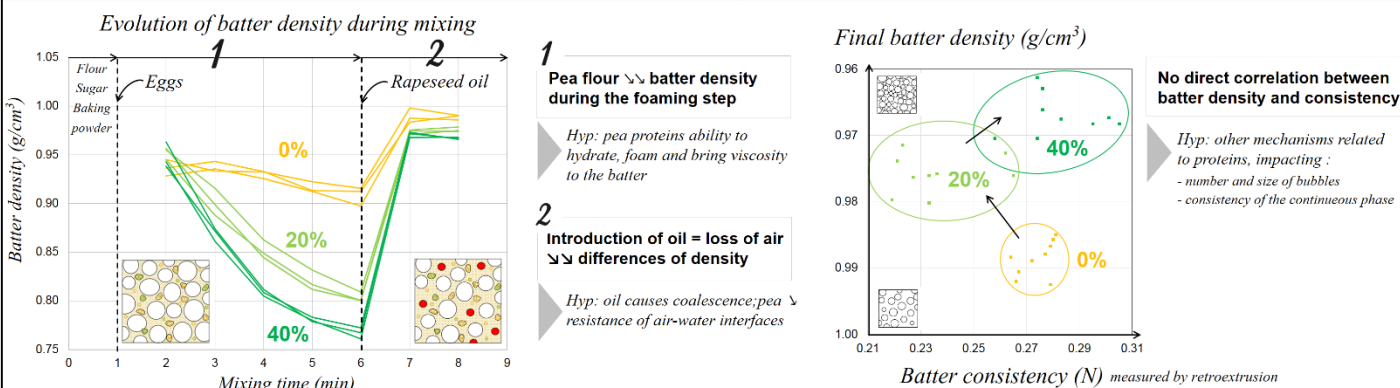 Evolution of batter density during mixing
1
2
Batter density (g/cm³)
1.05
1.00
0.95
0.90
0.85
0.80
0.75
Flour
Sugar
Baking
powder
Eggs
Rapeseed oil
0%
20%
40%
0 1 2 3 4 5 6 7 8 9
Mixing time (min)
1
Pea flour ↘↘ batter density
during the foaming step
Hyp: pea proteins ability to
hydrate, foam and bring viscosity
to the batter
2
Introduction of oil = loss of air
↘↘ differences of density
Hyp: oil causes coalescence;pea ↘
resistance of air-water interfaces
Final batter density (g/cm³)
0.96
0.97
0.98
0.99
1.00
40%
20%
0%
0.21 0.23 0.25 0.27 0.29 0.31
Batter consistency (N) measured by retroextrusion
No direct correlation between
batter density and consistency
Hyp: other mechanisms related
to proteins, impacting :
- number and size of bubbles
- consistency of the continueous phase